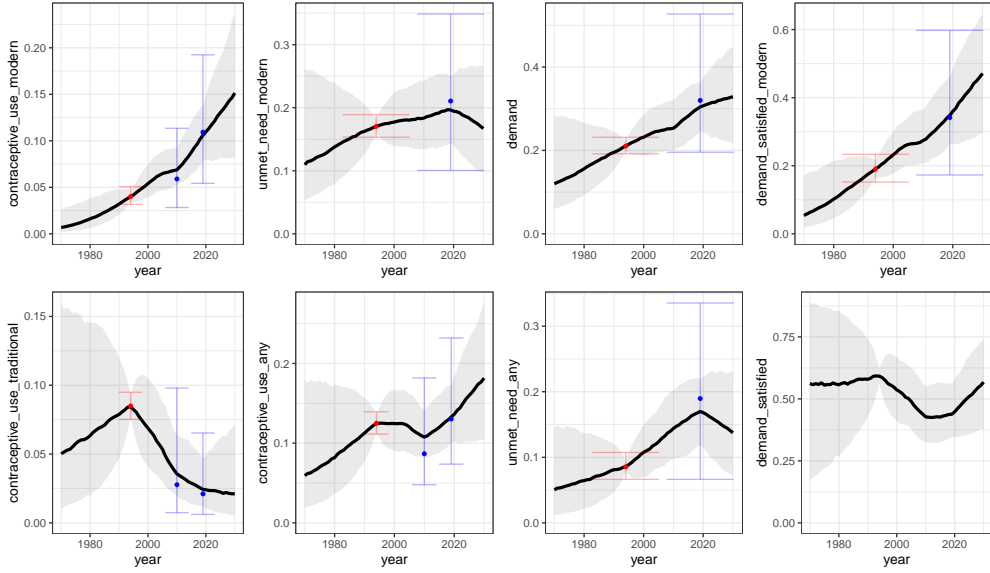 contraceptive_use_modern
0.20
0.15
0.10
0.05
0.00
1980 2000 2020
year
unmet_need_modern
0.3
0.2
0.1
0.0
1980 2000 2020
year
demand
0.4
0.2
0.0
1980 2000 2020
year
demand_satisfied_modern
0.6
0.4
0.2
0.0
1980 2000 2020
year
contraceptive_use_traditional
0.15
0.10
0.05
0.00
1980 2000 2020
year
contraceptive_use_any
0.2
0.1
0.0
1980 2000 2020
year
unmet_need_any
0.3
0.2
0.1
0.0
1980 2000 2020
year
demand_satisfied
0.75
0.50
0.25
0.00
1980 2000 2020
year